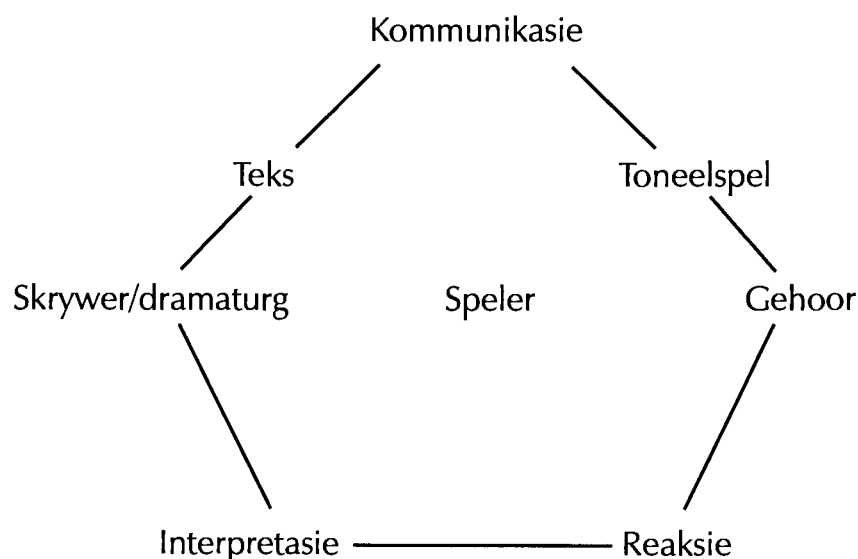 Kommunikasie
Teks Toneelspel
Skrywer/dramaturg Speler Gehoor
Interpretasie Reaksie